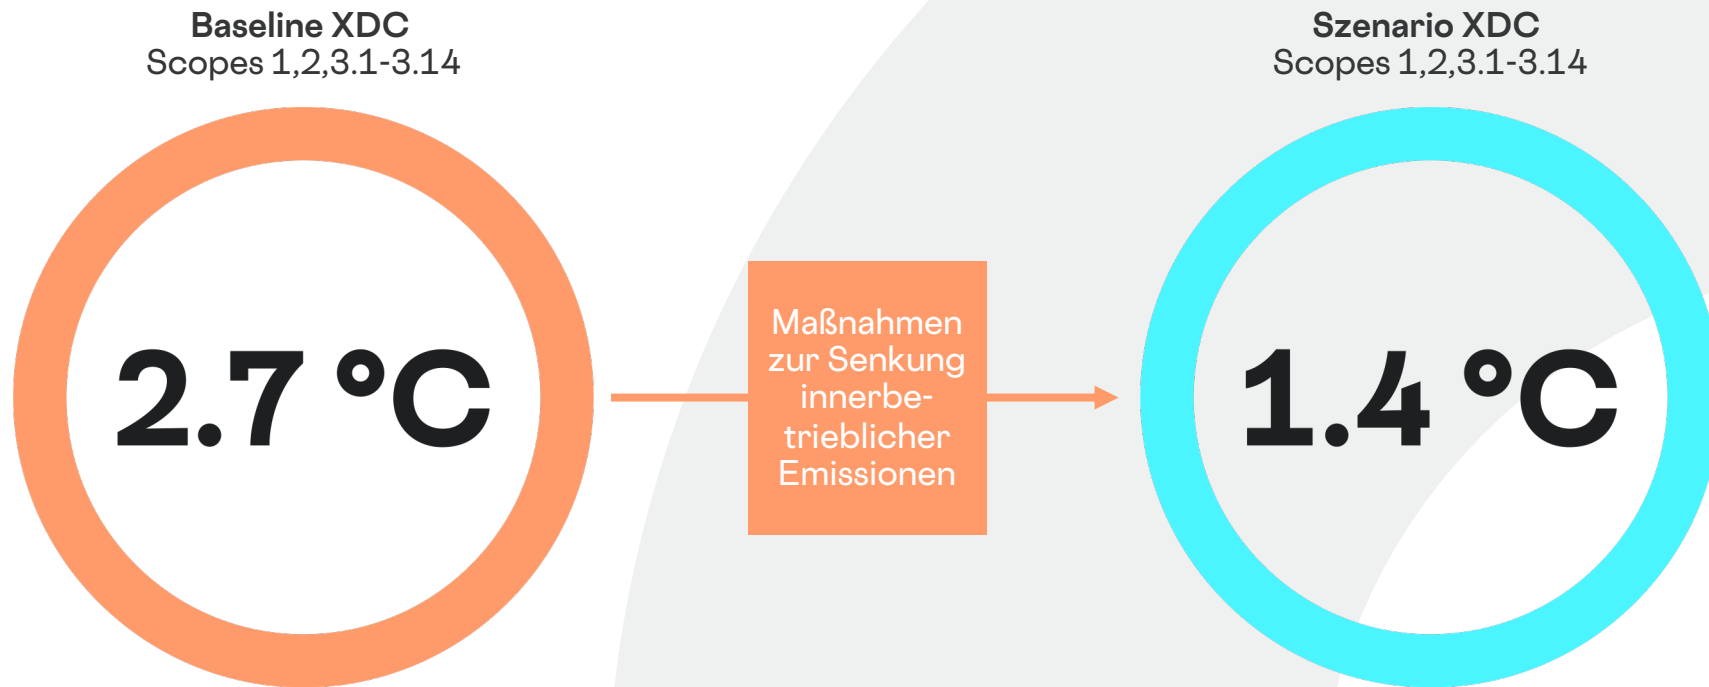 Baseline XDC
Scopes 1,2,3.1-3.14
2.7 °C
Maßnahmen
zur Senkung
innerbe-
trieblicher
Emissionen
Szenario XDC
Scopes 1,2,3.1-3.14
1.4 °C